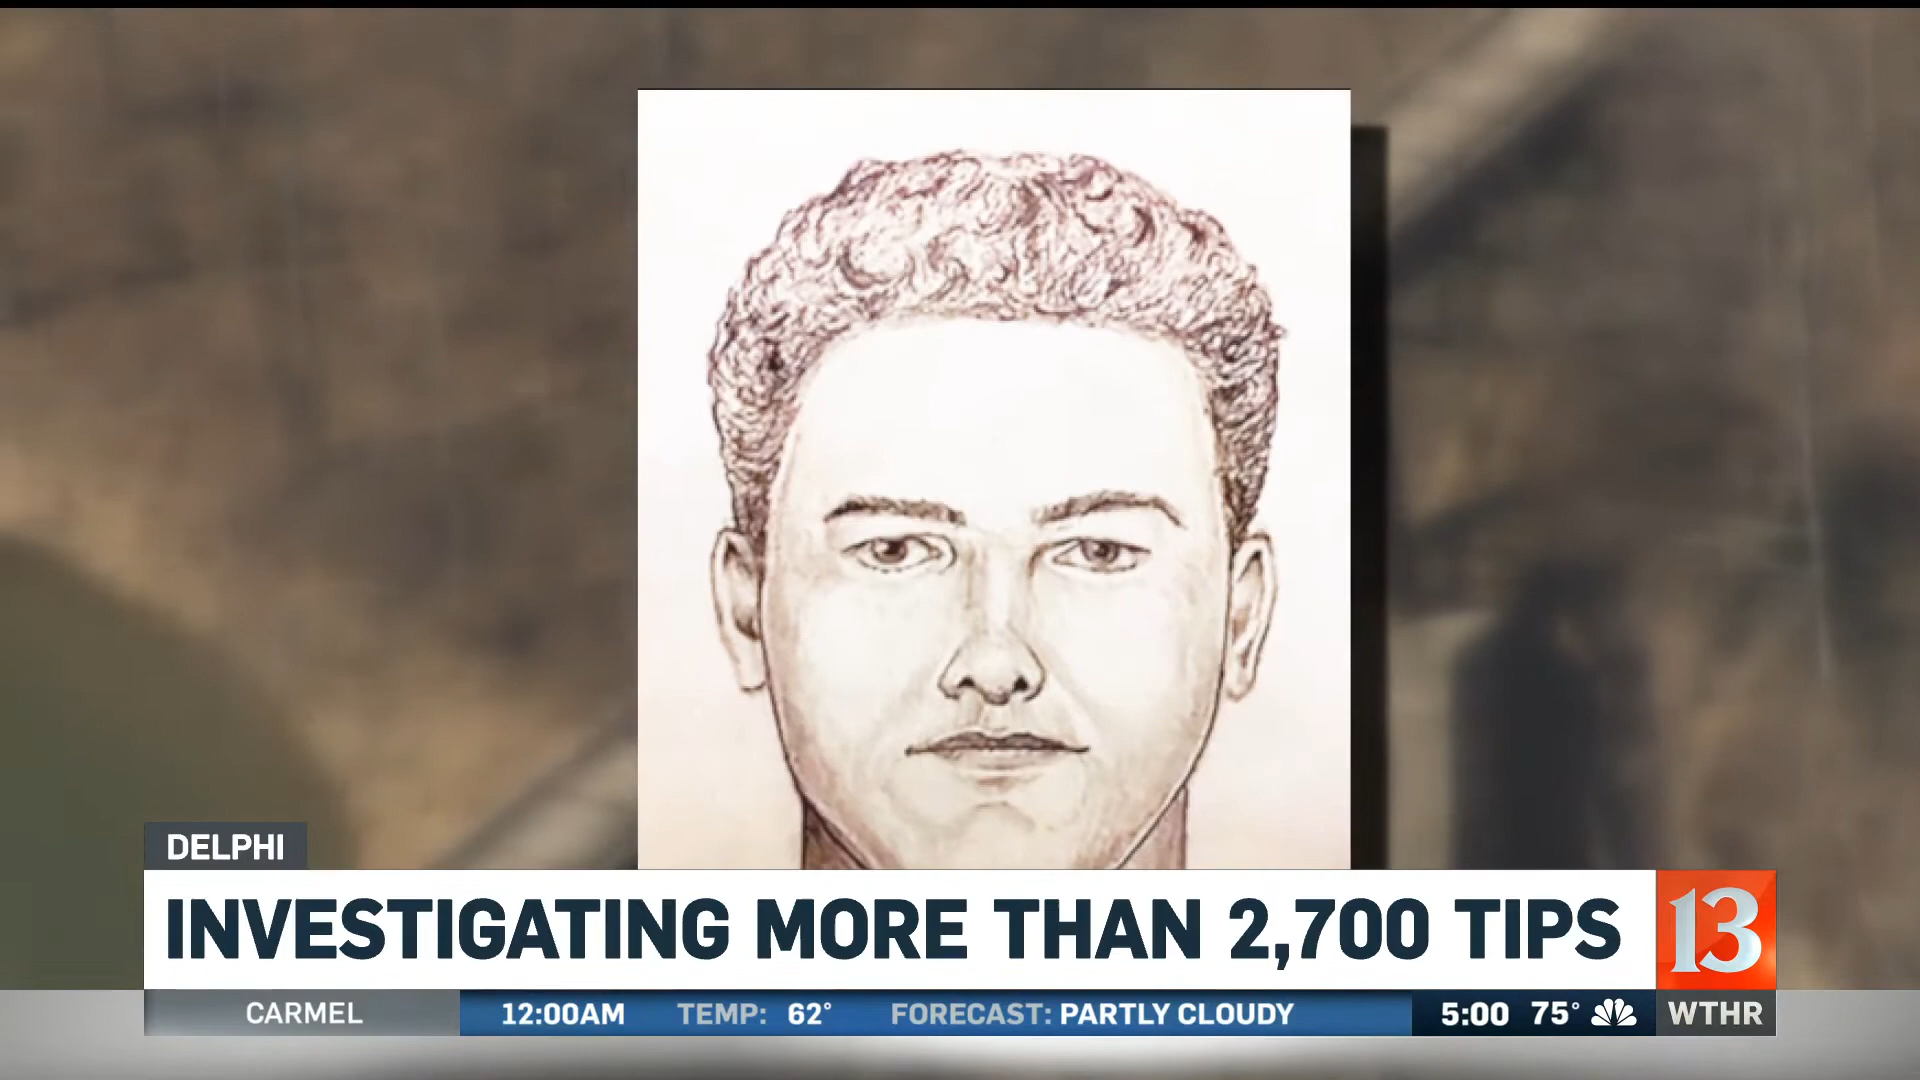 DELPHI
INVESTIGATING MORE THAN 2,700 TIPS
13
CARMEL 12:00AM TEMP: 62° FORECAST: PARTLY CLOUDY 5:00 75° WTHR